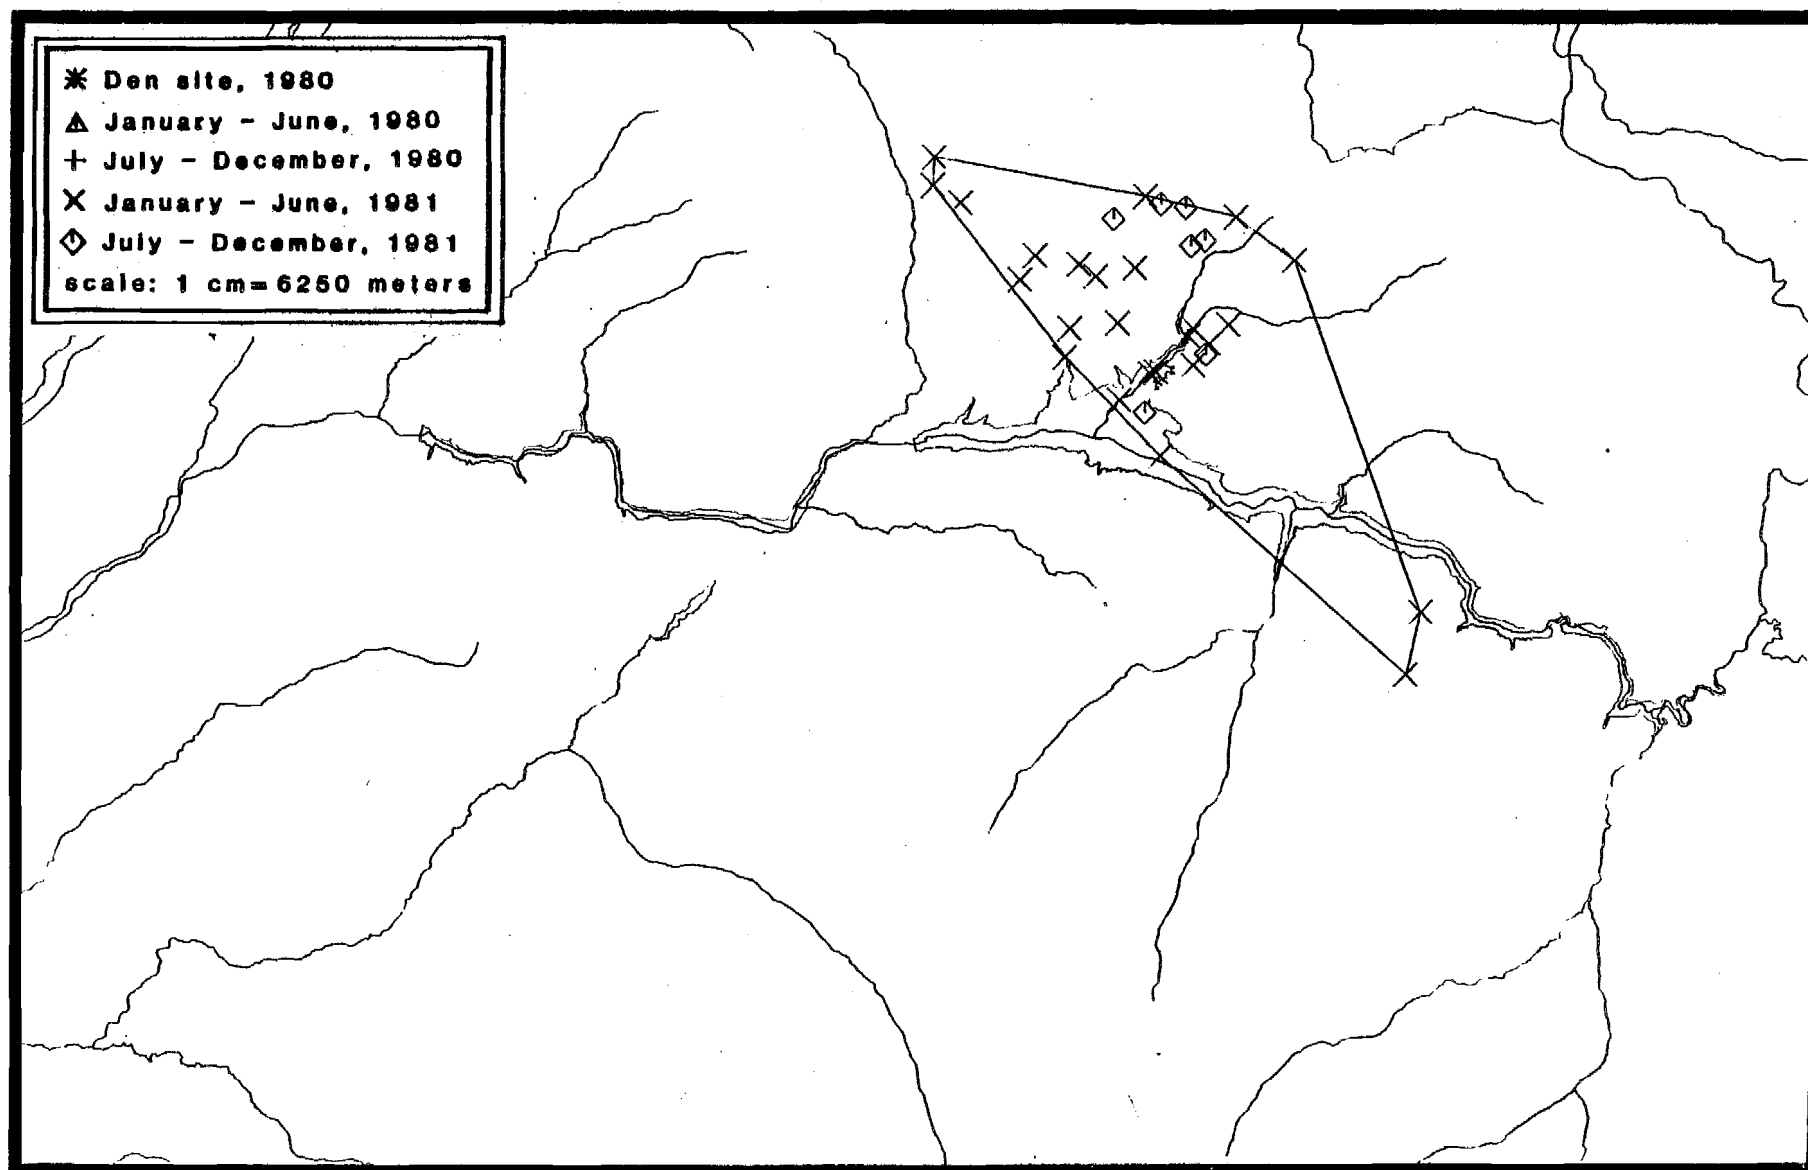 Den site, 1980
January - June, 1980
July - December, 1980
January - June, 1981
July - December, 1981
scale: 1 cm=6250 meters